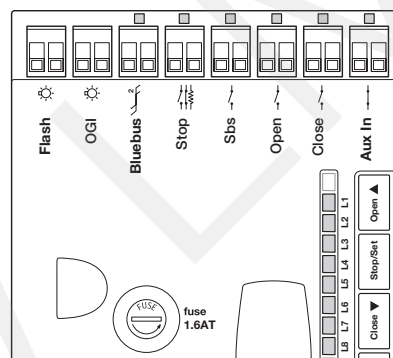 Flash
OGI
Bluebus
2
Stop
Sbs
Open
Close
Aux In
L1
L2
L3
L4
L5
L6
L7
L8
Open ▲
Stop/Set
Close ▼
FUSE
fuse
1.6AT